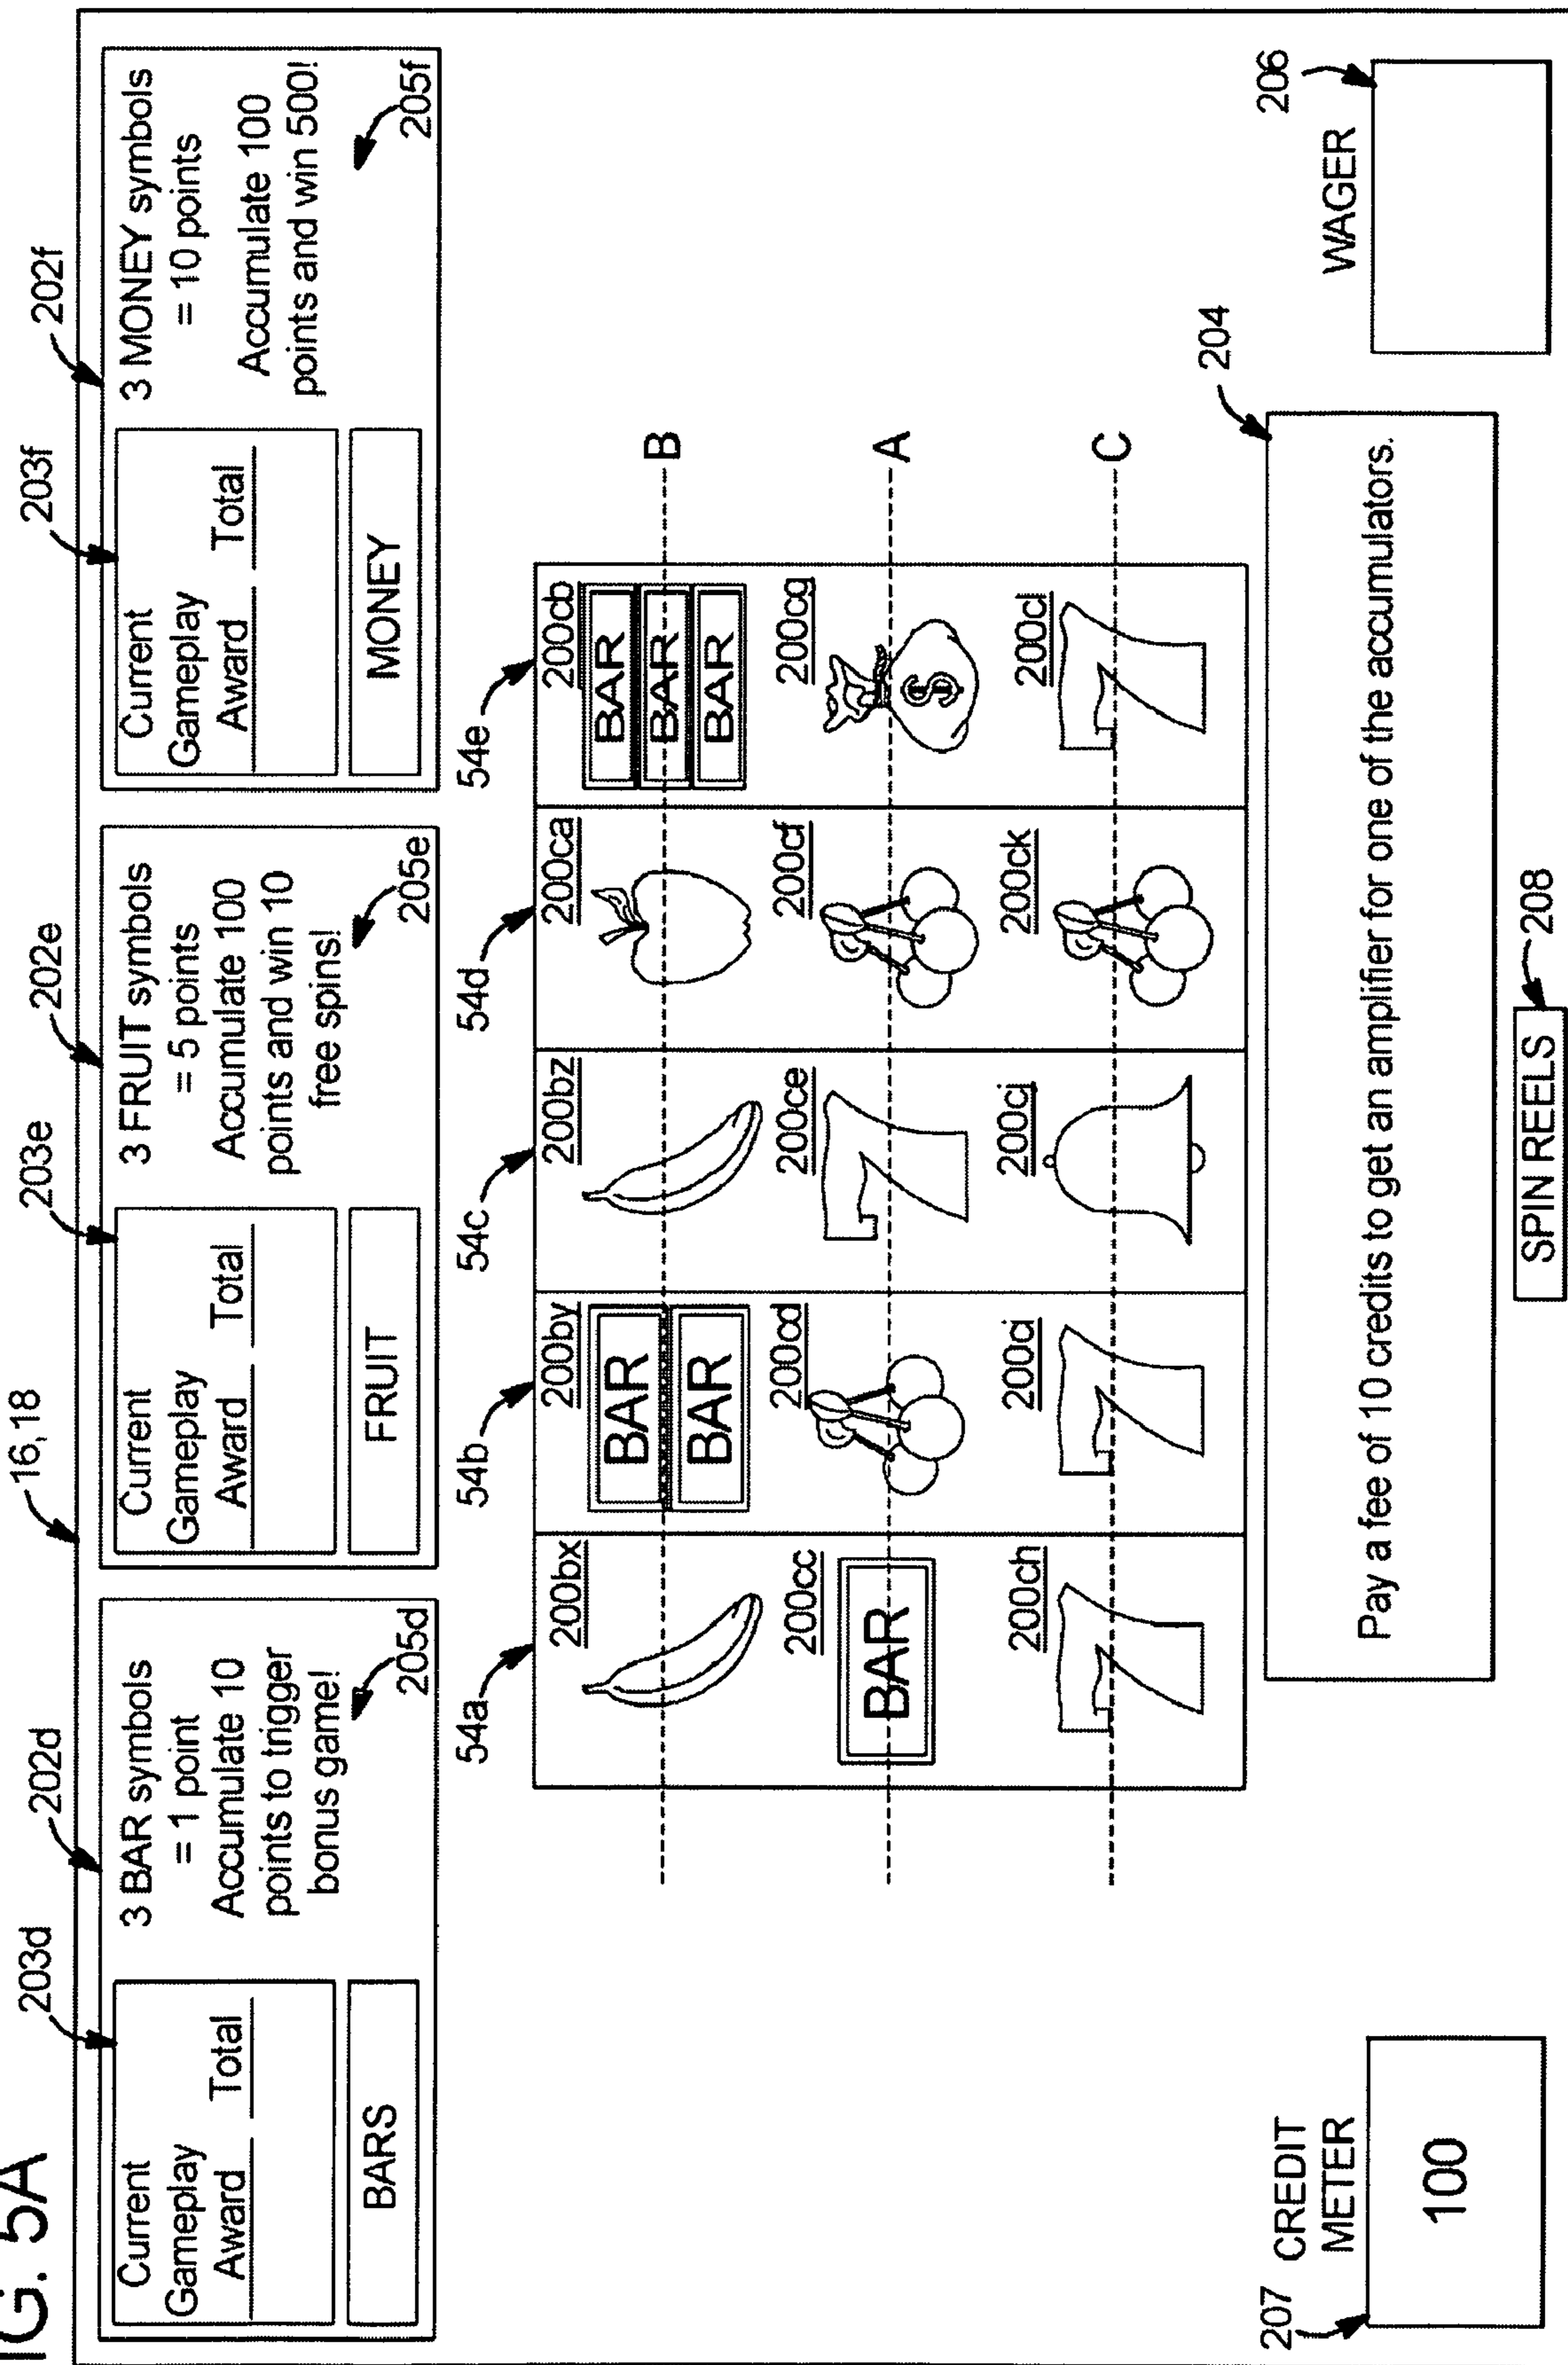 IG. 5A
16,18
203d
202d
203e
202e
203f
202f
Current
Gameplay
Award Total
BARS
3 BAR symbols
= 1 point
Accumulate 10
points to trigger
bonus game!
205d
Current
Gameplay
Award Total
FRUIT
3 FRUIT symbols
= 5 points
Accumulate 100
points and win 10
free spins!
205e
Current
Gameplay
Award Total
MONEY
3 MONEY symbols
= 10 points
Accumulate 100
points and win 500!
205f
54a
54b
54c
54d
54e
200bx
200by
200bz
200ca
200cb
BAR
BAR
BAR
BAR
BAR
B
200cc
200cd
200ce
200cf
200cg
BAR
7
$
A
200ch
200ci
200cj
200ck
200cl
7
7
7
C
204
Pay a fee of 10 credits to get an amplifier for one of the accumulators.
207
CREDIT
METER
100
SPIN REELS
208
WAGER
206